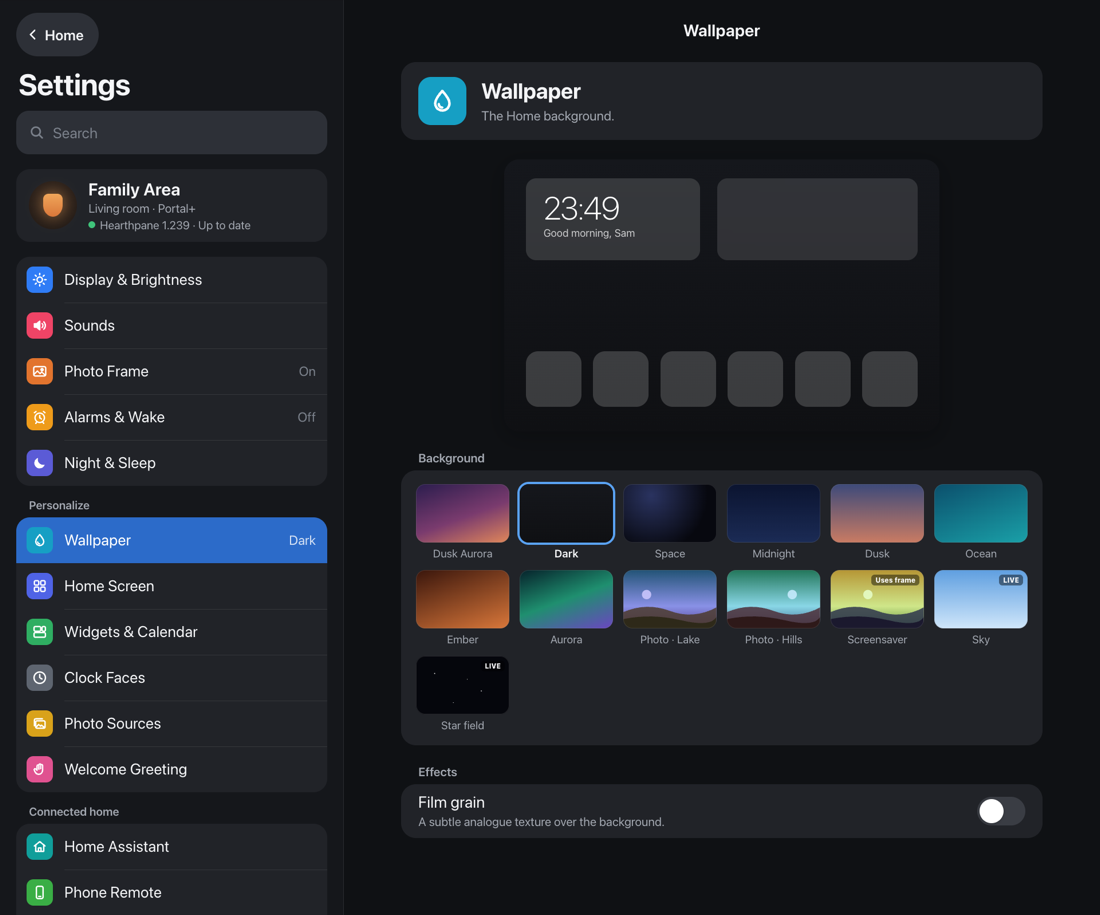 Home
Settings
Search
Family Area
Living room · Portal+
Hearthpane 1.239 · Up to date
Display & Brightness
Sounds
Photo Frame
On
Alarms & Wake
Off
Night & Sleep
Personalize
Wallpaper
Dark
Home Screen
Widgets & Calendar
Clock Faces
Photo Sources
Welcome Greeting
Connected home
Home Assistant
Phone Remote
Wallpaper
Wallpaper
The Home background.
23:49
Good morning, Sam
Background
Dusk Aurora
Dark
Space
Midnight
Dusk
Ocean
Uses frame
LIVE
Ember
Aurora
Photo · Lake
Photo · Hills
Screensaver
Sky
LIVE
Star field
Effects
Film grain
A subtle analogue texture over the background.